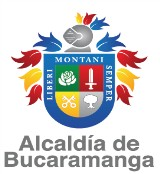 MONTANI
LIBERI
SEMPER
Alcaldía de
Bucaramanga